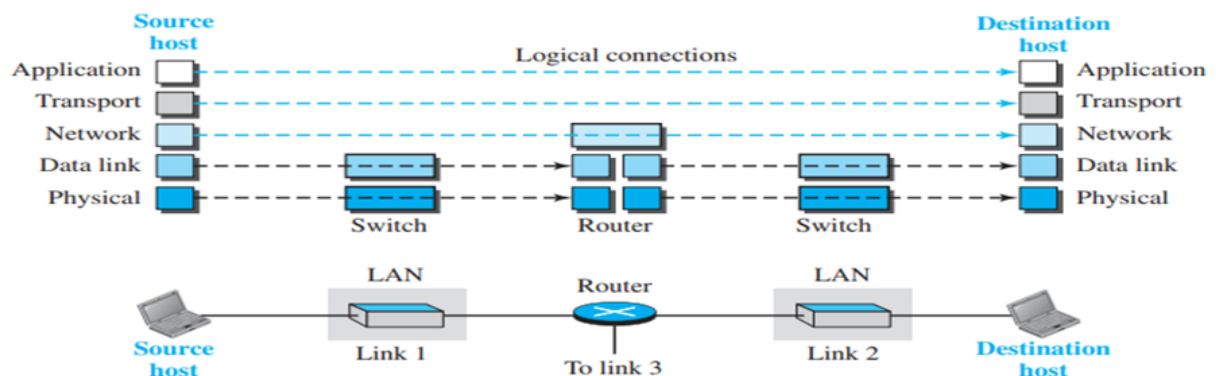 Source
host
Destination
host
Logical connections
Application
Application
Transport
Transport
Network
Network
Data link
Data link
Physical
Physical
Switch
Router
Switch
LAN
Router
LAN
Source
host
Link 1
To link 3
Link 2
Destination
host